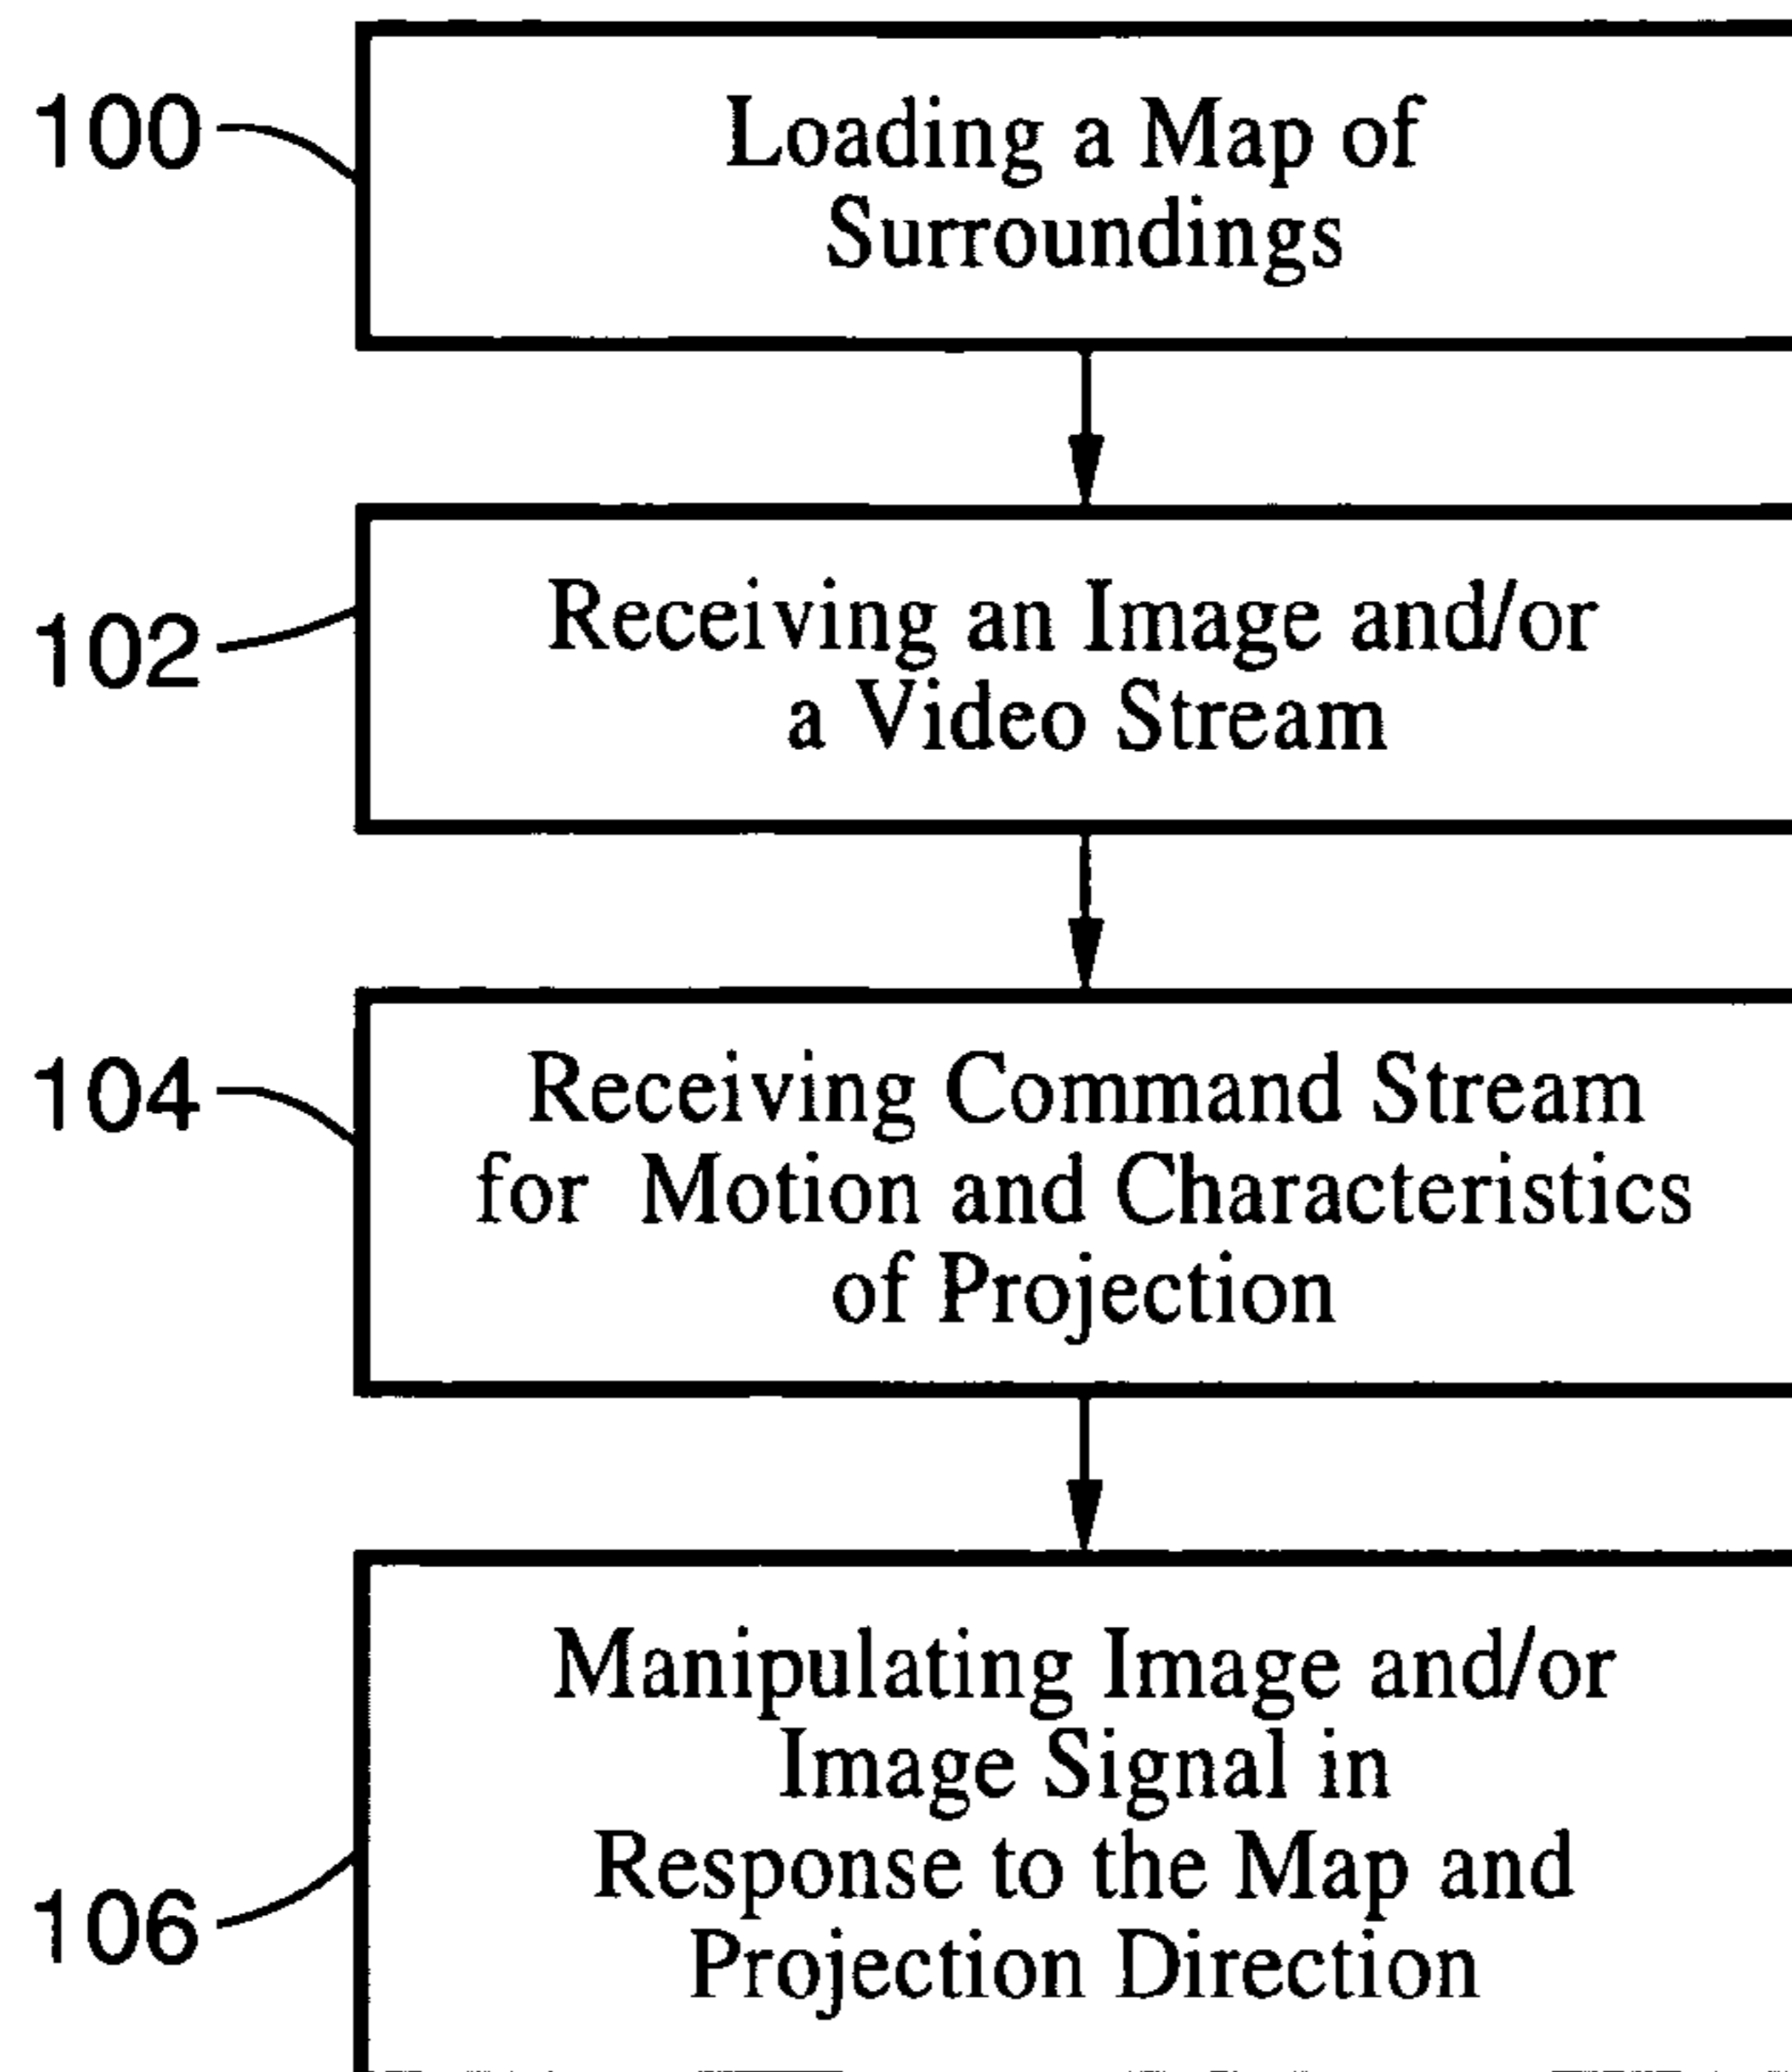 100
Loading a Map of
Surroundings
102
Receiving an Image and/or
a Video Stream
104
Receiving Command Stream
for Motion and Characteristics
of Projection
106
Manipulating Image and/or
Image Signal in
Response to the Map and
Projection Direction